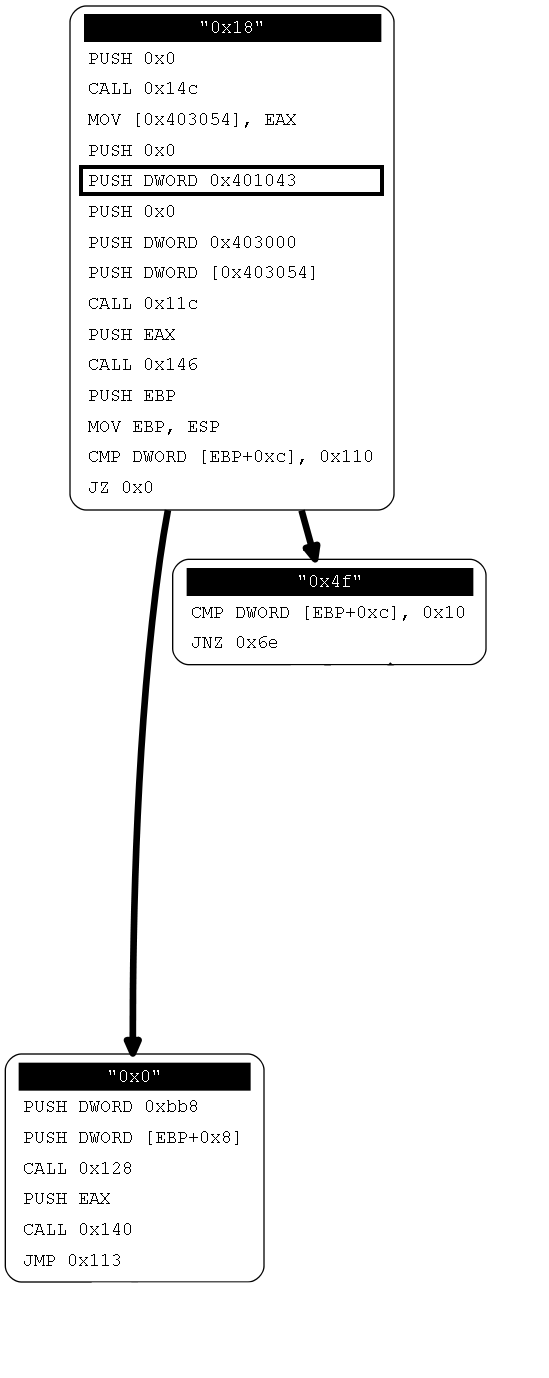 "0x18"
PUSH 0x0
CALL 0x14c
MOV [0x403054], EAX
PUSH 0x0
PUSH DWORD 0x401043
PUSH 0x0
PUSH DWORD 0x403000
PUSH DWORD [0x403054]
CALL 0x11c
PUSH EAX
CALL 0x146
PUSH EBP
MOV EBP, ESP
CMP DWORD [EBP+0xc], 0x110
JZ 0x0
"0x4f"
CMP DWORD [EBP+0xc], 0x10
JNZ 0x6e
"0x0"
PUSH DWORD 0xbb8
PUSH DWORD [EBP+0x8]
CALL 0x128
PUSH EAX
CALL 0x140
JMP 0x113